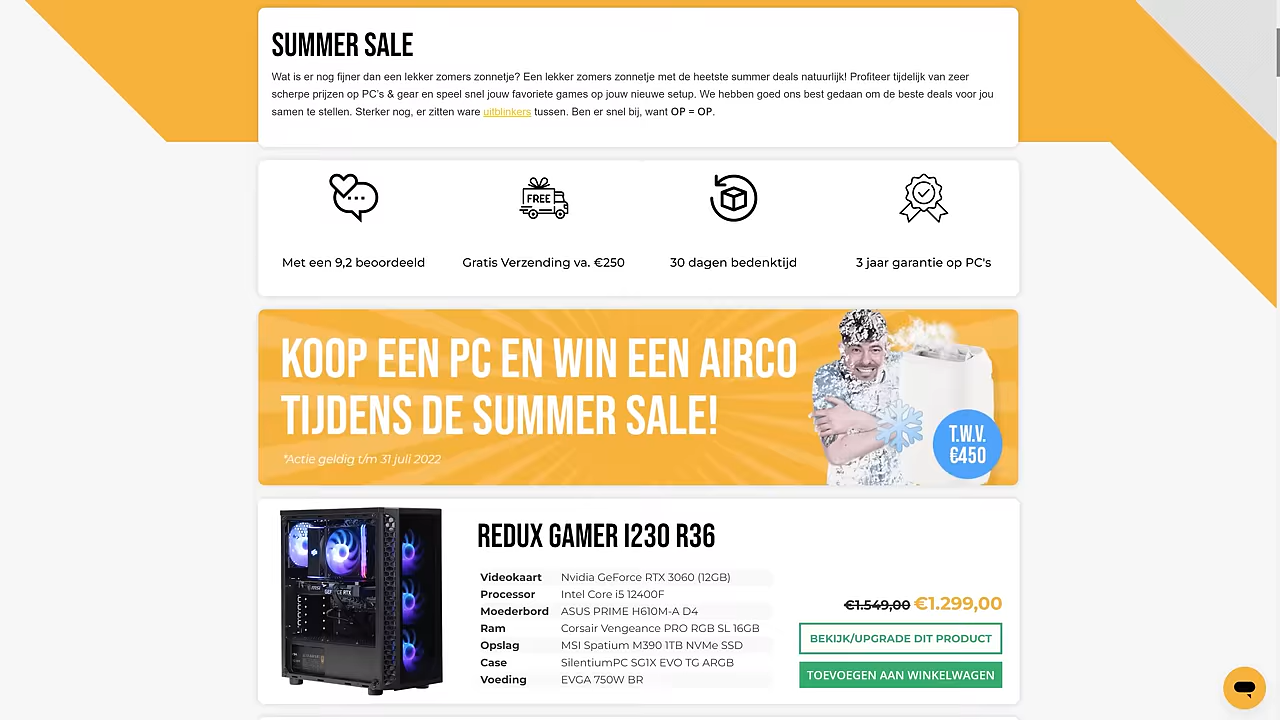 SUMMER SALE
Wat is er nog fijner dan een lekker zomers zonnetje? Een lekker zomers zonnetje met de heetste summer deals natuurlijk! Profiteer tijdelijk van zeer
scherpe prijzen op PC's & gear en speel snel jouw favoriete games op jouw nieuwe setup. We hebben goed ons best gedaan om de beste deals voor jou
samen te stellen. Sterker nog, er zitten ware uitblinkers tussen. Ben er snel bij, want OP = OP.
FREE
Met een 9,2 beoordeeld
Gratis Verzending va. €250
30 dagen bedenktijd
3 jaar garantie op PC's
KOOP EEN PC EN WIN EEN AIRCO
TIJDENS DE SUMMER SALE!
*Actie geldig t/m 31 juli 2022
T.W.V.
€450
REDUX GAMER I230 R36
Videokaart Nvidia GeForce RTX 3060 (12GB)
Processor Intel Core i5 12400F
Moederbord ASUS PRIME H610M-A D4
Ram Corsair Vengeance PRO RGB SL 16GB
Opslag MSI Spatium M390 1TB NVMe SSD
Case SilentiumPC SG1X EVO TG ARGB
Voeding EVGA 750W BR
€1.549,00 €1.299,00
BEKIJK/UPGRADE DIT PRODUCT
TOEVOEGEN AAN WINKELWAGEN